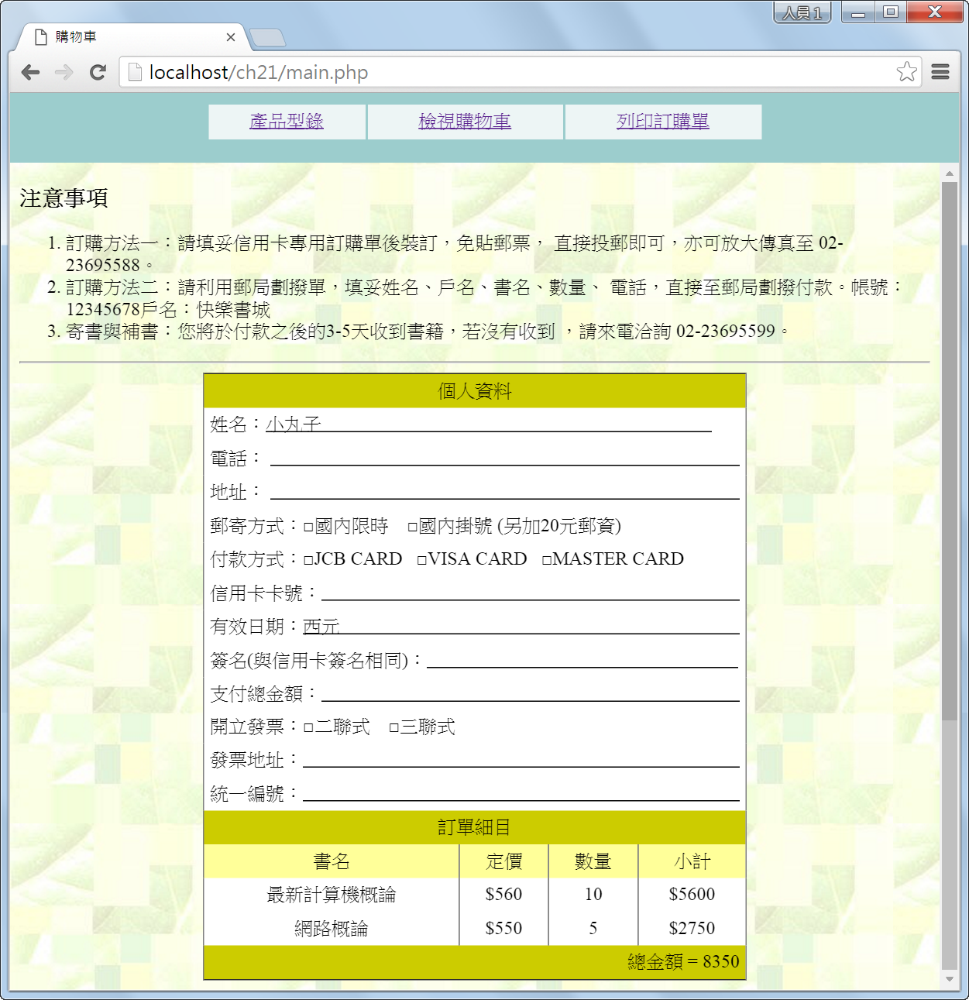 人員 1
購物車
localhost/ch21/main.php
產品型錄 檢視購物車 列印訂購單
注意事項
1. 訂購方法一：請填妥信用卡專用訂購單後裝訂，免貼郵票， 直接投郵即可，亦可放大傳真至 02-
23695588。
2. 訂購方法二：請利用郵局劃撥單，填妥姓名、戶名、書名、數量、 電話，直接至郵局劃撥付款。帳號：
12345678戶名：快樂書城
3. 寄書與補書：您將於付款之後的3-5天收到書籍，若沒有收到 ，請來電洽詢 02-23695599。
個人資料
姓名：小丸子
電話：
地址：
郵寄方式：□國內限時 □國內掛號 (另加20元郵資)
付款方式：□JCB CARD □VISA CARD □MASTER CARD
信用卡卡號：
有效日期：西元
簽名(與信用卡簽名相同)：
支付總金額：
開立發票：□二聯式 □三聯式
發票地址：
統一編號：
訂單細目
書名 定價 數量 小計
最新計算機概論 $560 10 $5600
網路概論 $550 5 $2750
總金額 = 8350